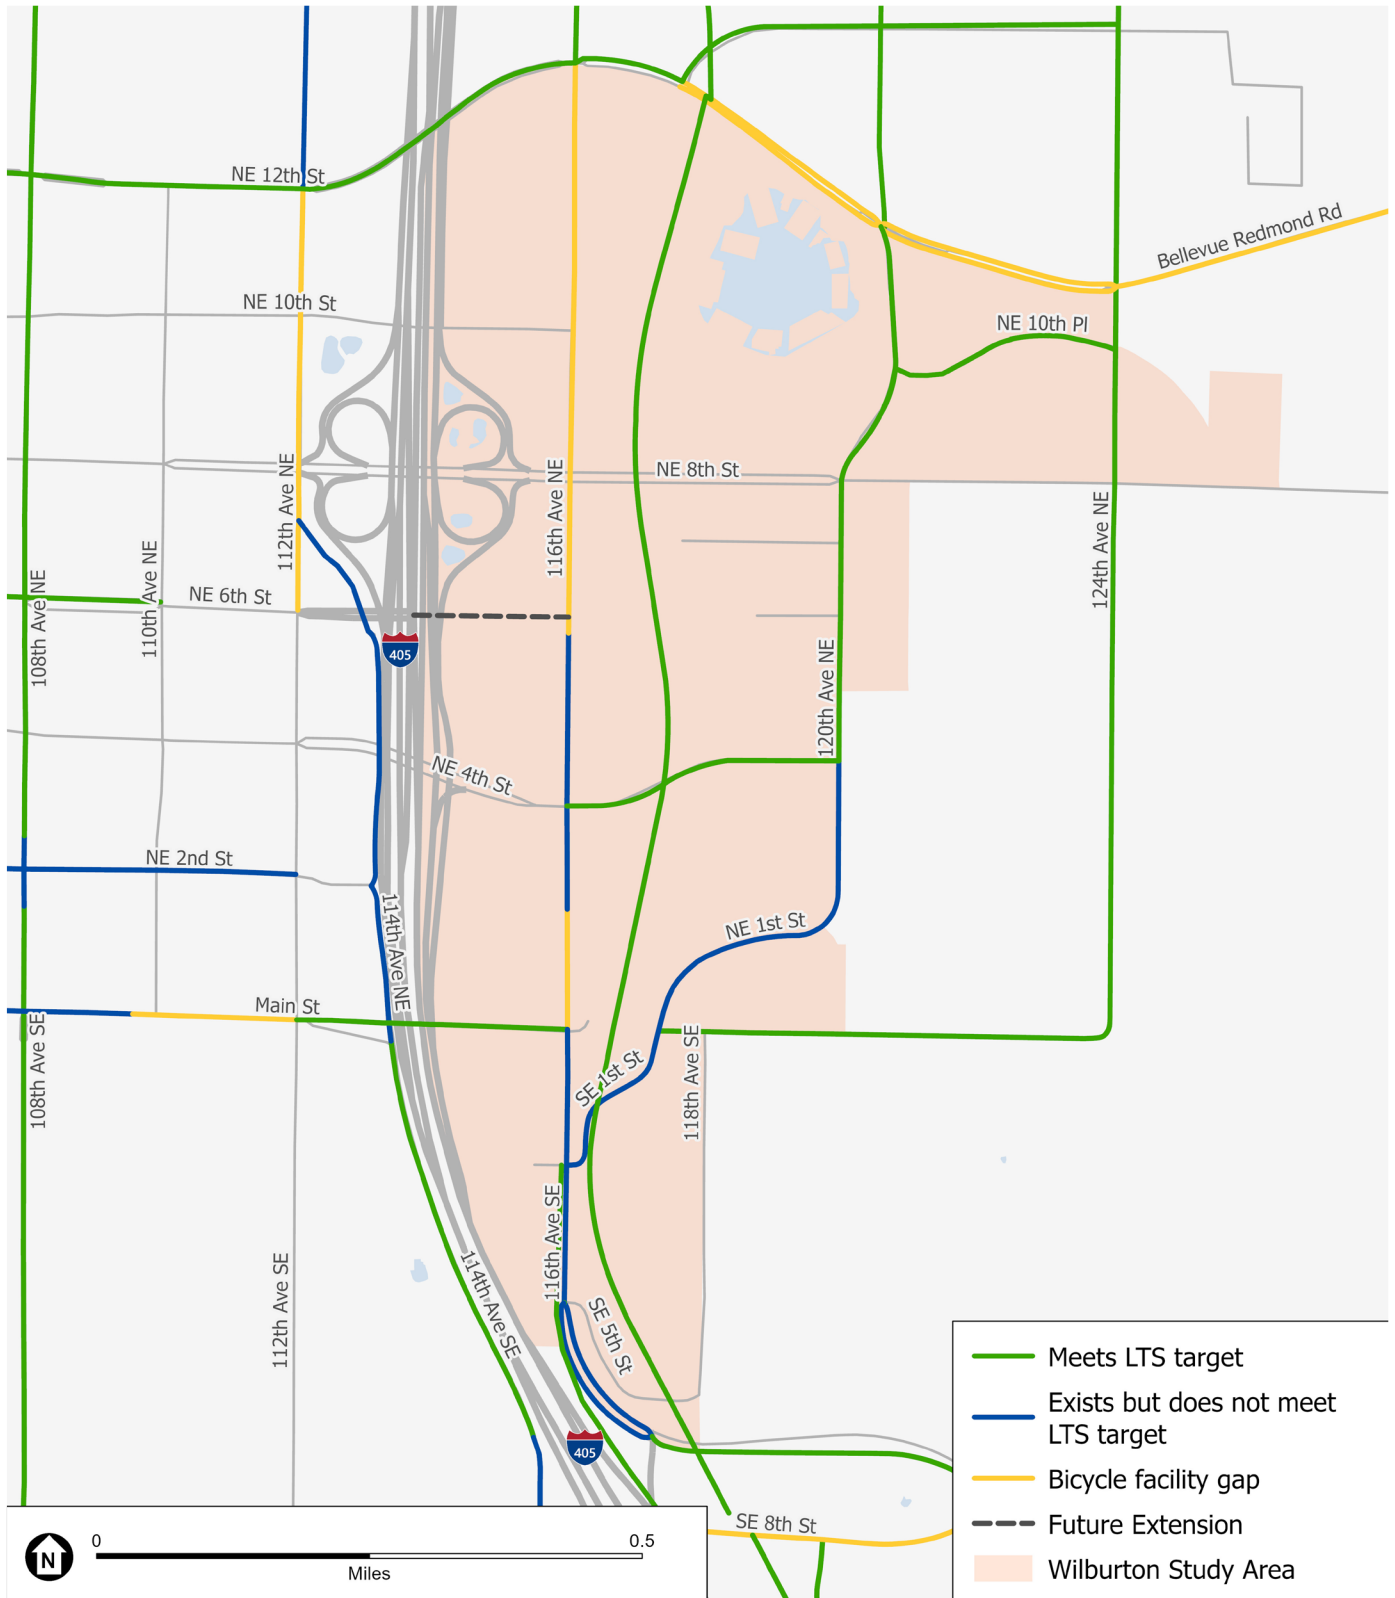 NE 12th St
Bellevue Redmond Rd
NE 10th St
NE 10th Pl
NE 8th St
112th Ave NE
116th Ave NE
124th Ave NE
108th Ave NE
110th Ave NE
NE 6th St
405
120th Ave NE
NE 4th St
NE 2nd St
114th Ave NE
NE 1st St
Main St
108th Ave SE
SE 1st St
118th Ave SE
116th Ave SE
112th Ave SE
114th Ave SE
SE 5th St
405
SE 8th St
Meets LTS target
Exists but does not meet
LTS target
Bicycle facility gap
Future Extension
Wilburton Study Area
N
0
0.5
Miles